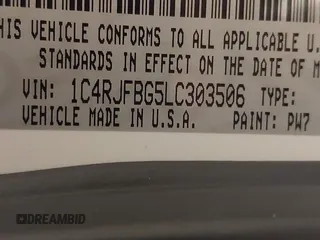 HIS VEHICLE CONFORMS TO ALL APPLICABLE U.
STANDARDS IN EFFECT ON THE DATE OF M
VIN: 1C4RJFBG5LC303506 TYPE:
VEHICLE MADE IN U.S.A. PAINT: PW7
DREAMBID